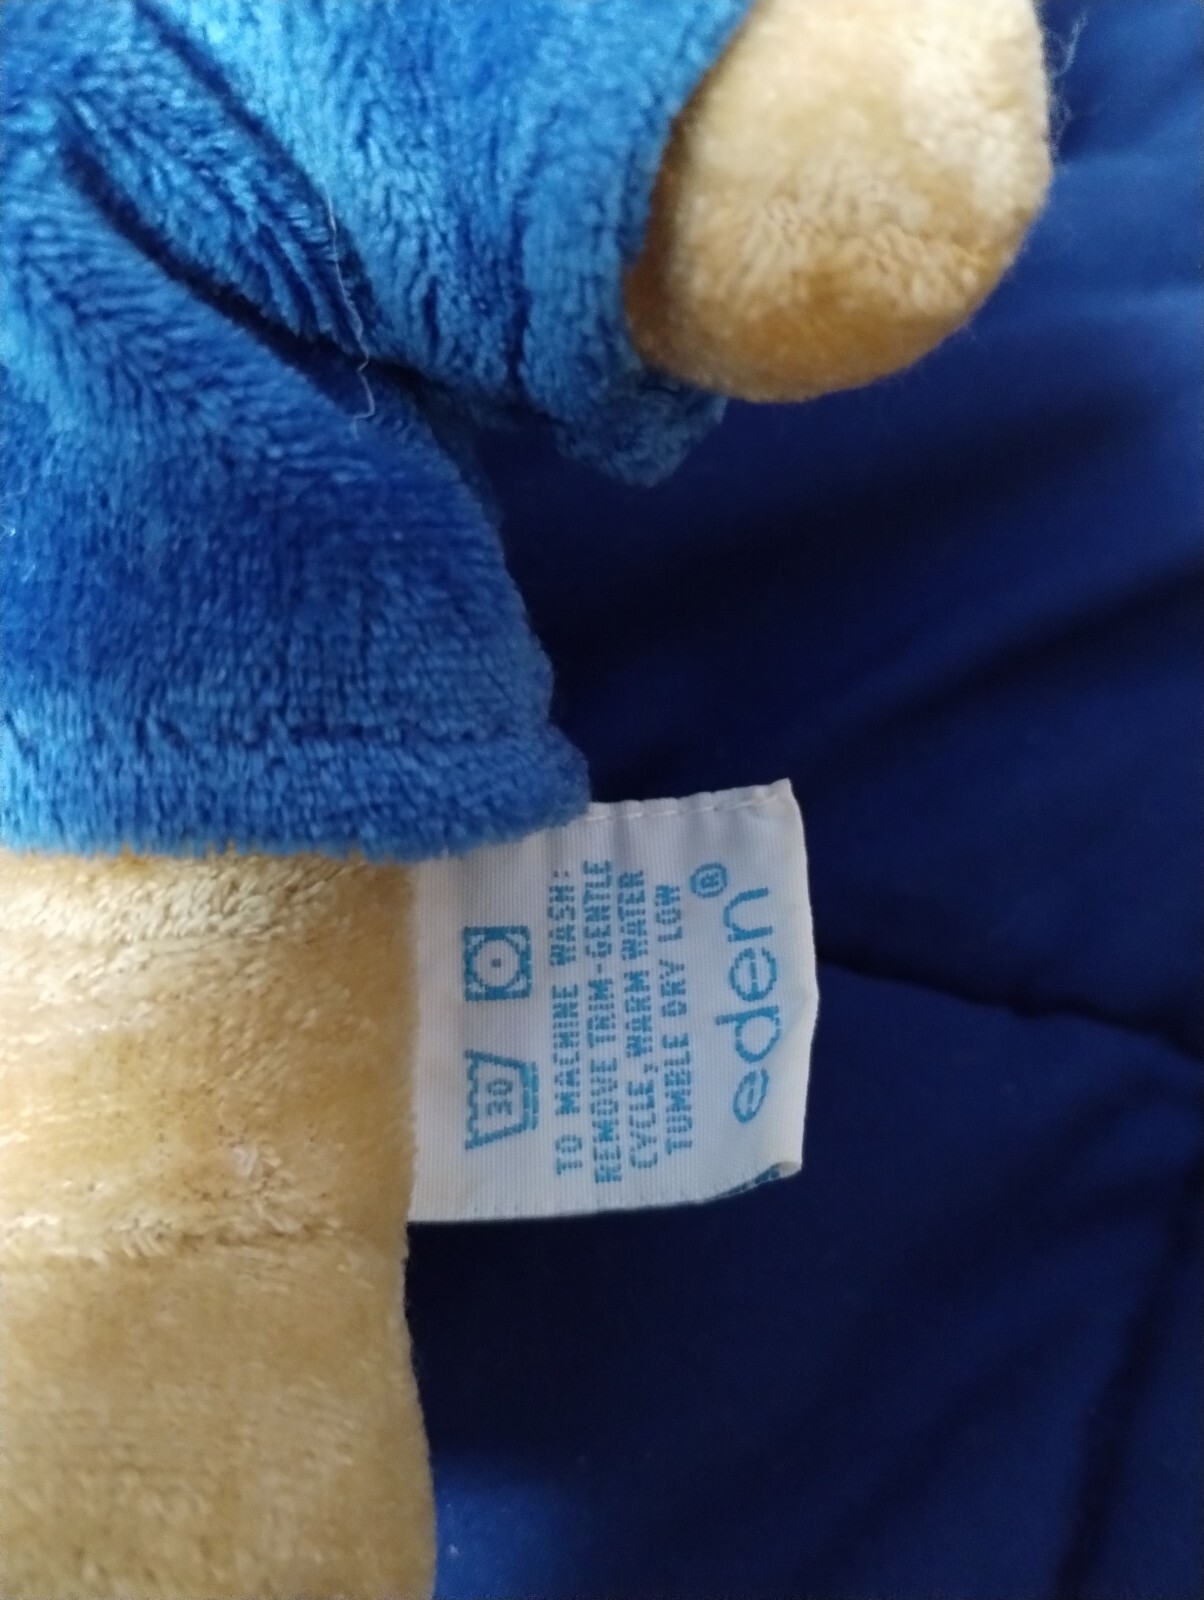 30
TO MACHINE WASH:
REMOVE TRIM-GENTLE
CYCLE, WARM WATER
TUMBLE DRY LOW
eden®